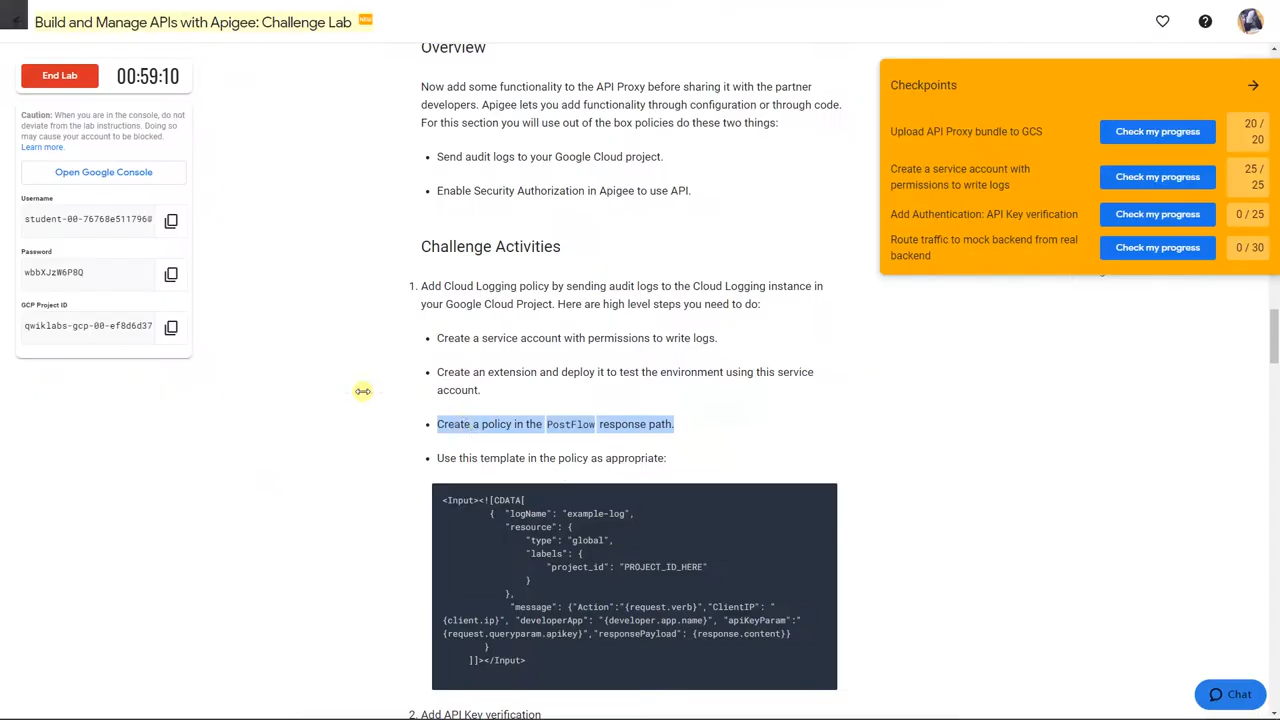 Build and Manage APIs with Apigee: Challenge Lab
NEW
End Lab
00:59:10
Caution: When you are in the console, do not
deviate from the lab instructions. Doing so
may cause your account to be blocked.
Learn more.
Open Google Console
Username
student-00-76768e511796@
Password
wbbXJzW6P8Q
GCP Project ID
qwiklabs-gcp-00-ef8d6d37
Overview
Now add some functionality to the API Proxy before sharing it with the partner
developers. Apigee lets you add functionality through configuration or through code.
For this section you will use out of the box policies do these two things:
• Send audit logs to your Google Cloud project.
• Enable Security Authorization in Apigee to use API.
Challenge Activities
1. Add Cloud Logging policy by sending audit logs to the Cloud Logging instance in
your Google Cloud Project. Here are high level steps you need to do:
• Create a service account with permissions to write logs.
• Create an extension and deploy it to test the environment using this service
account.
• Create a policy in the PostFlow response path.
• Use this template in the policy as appropriate:
<Input><![CDATA[
{ "logName": "example-log",
"resource": {
"type": "global",
"labels": {
"project_id": "PROJECT_ID_HERE"
}
},
"message": {"Action":"{request.verb}","ClientIP": "
{client.ip}", "developerApp": "{developer.app.name}", "apiKeyParam":"
{request.queryparam.apikey}","responsePayload": {response.content}}
}
]]></Input>
2. Add API Key verification
Checkpoints
Upload API Proxy bundle to GCS
Check my progress
20 /
20
Create a service account with
permissions to write logs
Check my progress
25 /
25
Add Authentication: API Key verification
Check my progress
0 / 25
Route traffic to mock backend from real
backend
Check my progress
0 / 30
Chat